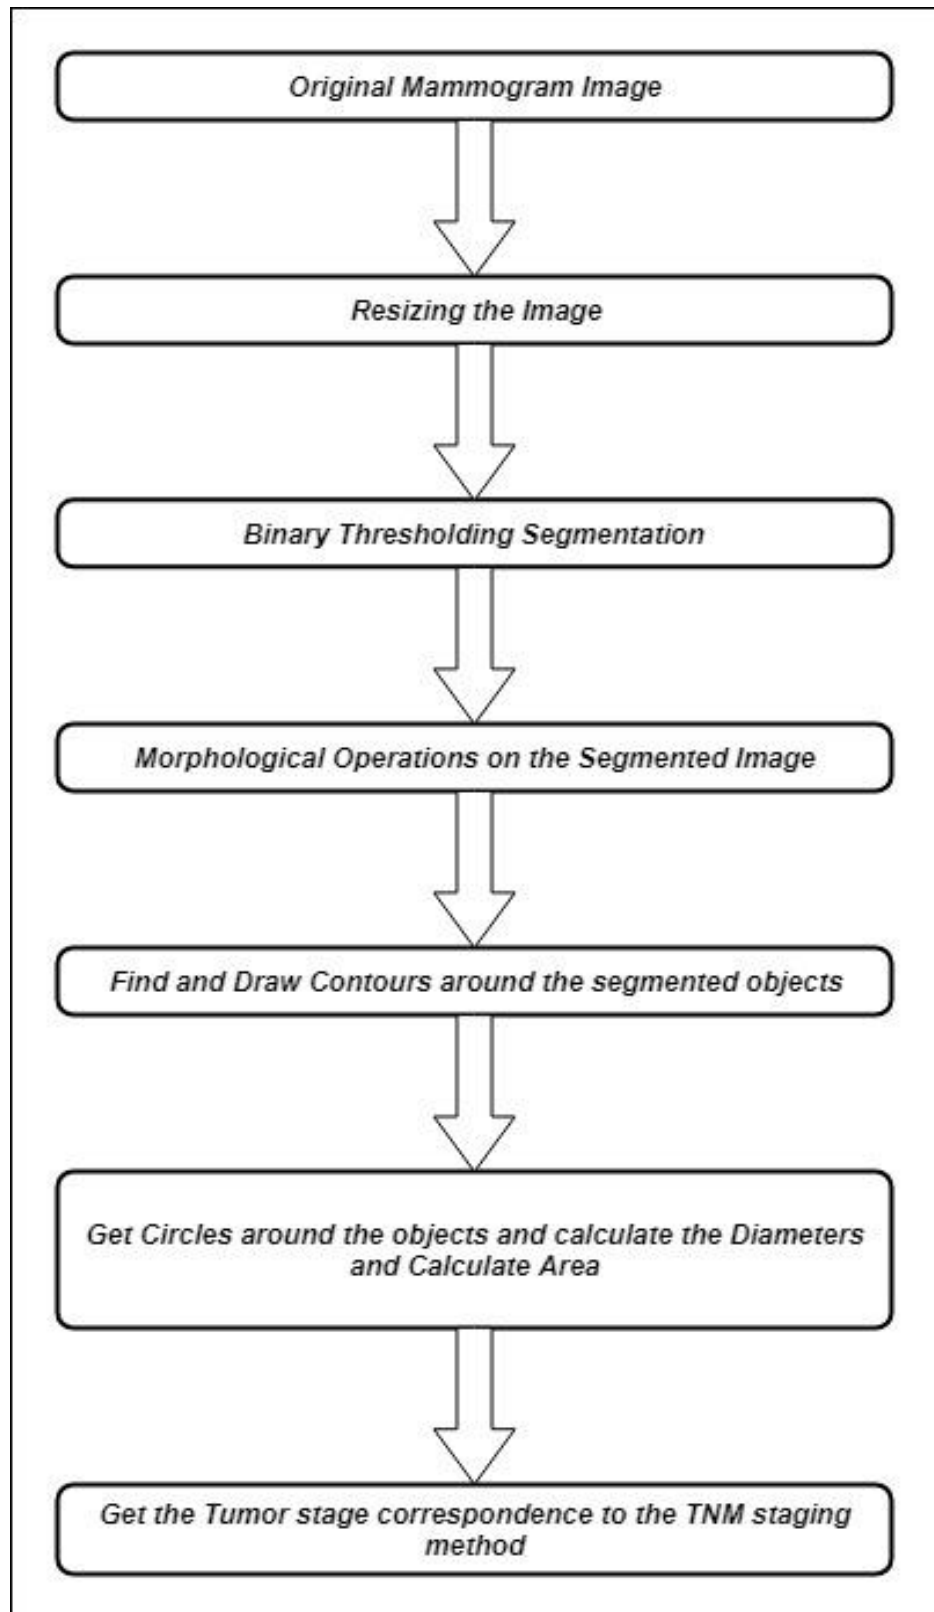 Original Mammogram Image
Resizing the Image
Binary Thresholding Segmentation
Morphological Operations on the Segmented Image
Find and Draw Contours around the segmented objects
Get Circles around the objects and calculate the Diameters
and Calculate Area
Get the Tumor stage correspondence to the TNM staging
method